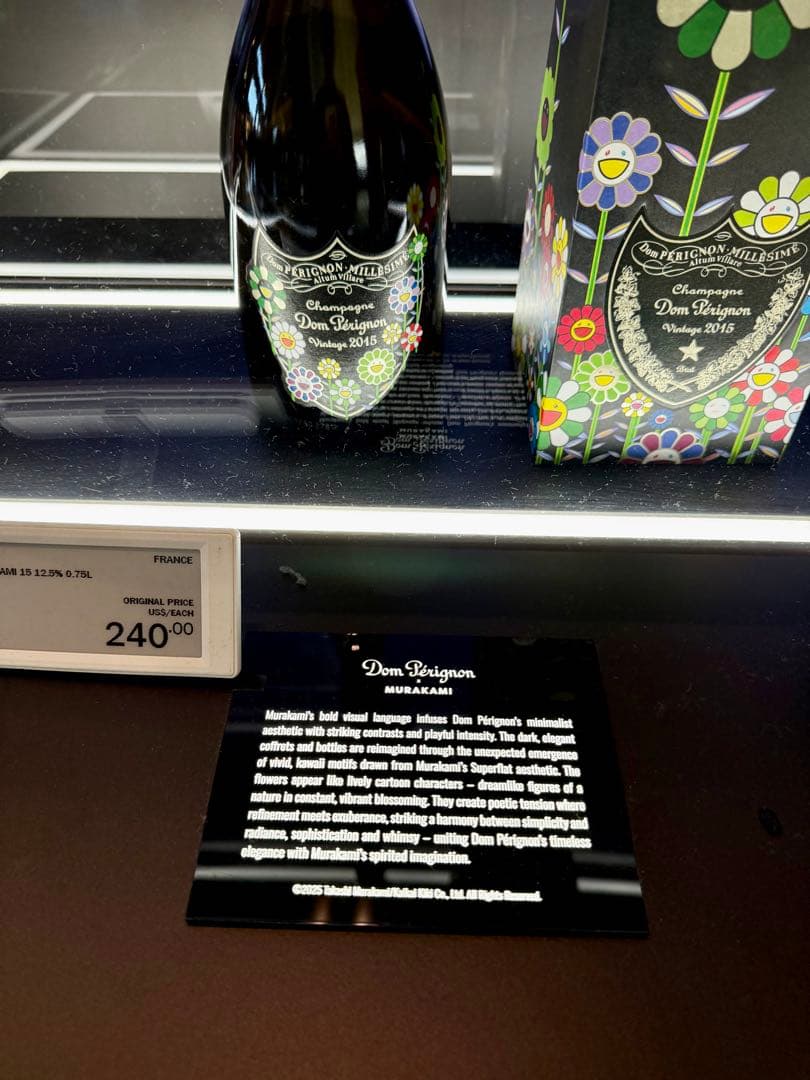 Dom PÉRIGNON·MILLÉSIME
Altum Villare
Champagne
Dom Pérignon
Vintage 2015
Dom PÉRIGNON·MILLÉSIME
Altum Villare
Champagne
Dom Pérignon
Vintage 2015
Brut
FRANCE
AMI 15 12.5% 0.75L
ORIGINAL PRICE
US$/EACH
240.00
Dom Pérignon
×
MURAKAMI
Murakami's bold visual language infuses Dom Pérignon's minimalist
aesthetic with striking contrasts and playful intensity. The dark, elegant
coffrets and bottles are reimagined through the unexpected emergence
of vivid, kawaii motifs drawn from Murakami's Superflat aesthetic. The
flowers appear like lively cartoon characters – dreamlike figures of a
nature in constant, vibrant blossoming. They create poetic tension where
refinement meets exuberance, striking a harmony between simplicity and
radiance, sophistication and whimsy – uniting Dom Pérignon's timeless
elegance with Murakami's spirited imagination.
©2025 Takashi Murakami/Kaikai Kiki Co., Ltd. All Rights Reserved.